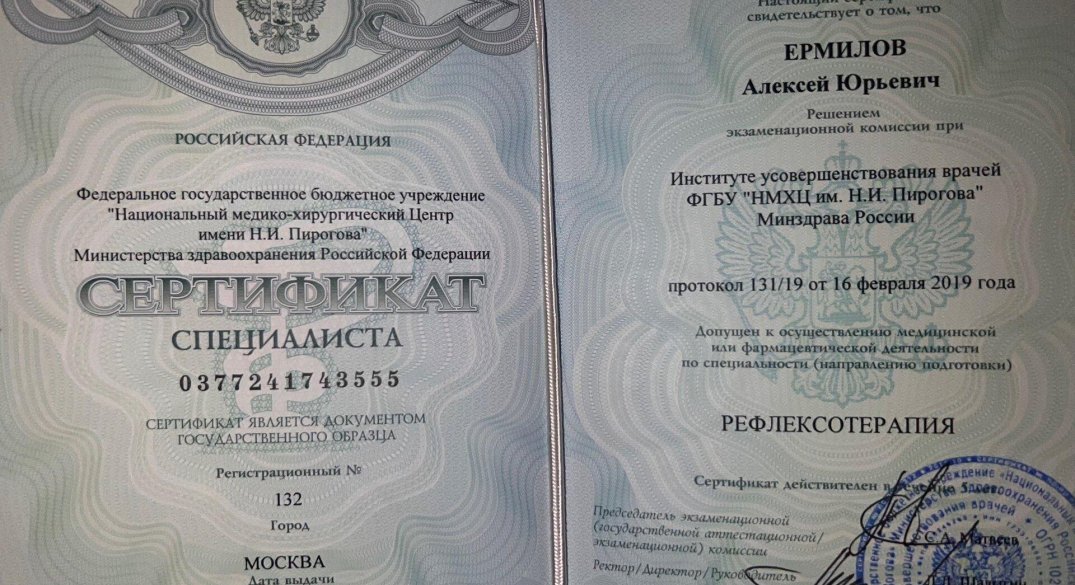 РОССИЙСКАЯ ФЕДЕРАЦИЯ
Федеральное государственное бюджетное учреждение
"Национальный медико-хирургический Центр
имени Н.И. Пирогова"
Министерства здравоохранения Российской Федерации
СЕРТИФИКАТ
СПЕЦИАЛИСТА
0377241743555
СЕРТИФИКАТ ЯВЛЯЕТСЯ ДОКУМЕНТОМ
ГОСУДАРСТВЕННОГО ОБРАЗЦА
Регистрационный №
132
Город
МОСКВА
Дата выдачи
Настоящий
свидетельствует о том, что
ЕРМИЛОВ
Алексей Юрьевич
Решением
экзаменационной комиссии при
Институте усовершенствования врачей
ФГБУ "НМХЦ им. Н.И. Пирогова"
Минздрава России
протокол 131/19 от 16 февраля 2019 года
Допущен к осуществлению медицинской
или фармацевтической деятельности
по специальности (направлению подготовки)
РЕФЛЕКСОТЕРАПИЯ
Сертификат действителен в
Председатель экзаменационной
(государственной аттестационной/
экзаменационной) комиссии
С.А. Матвеев
Ректор/Директор/Руководитель